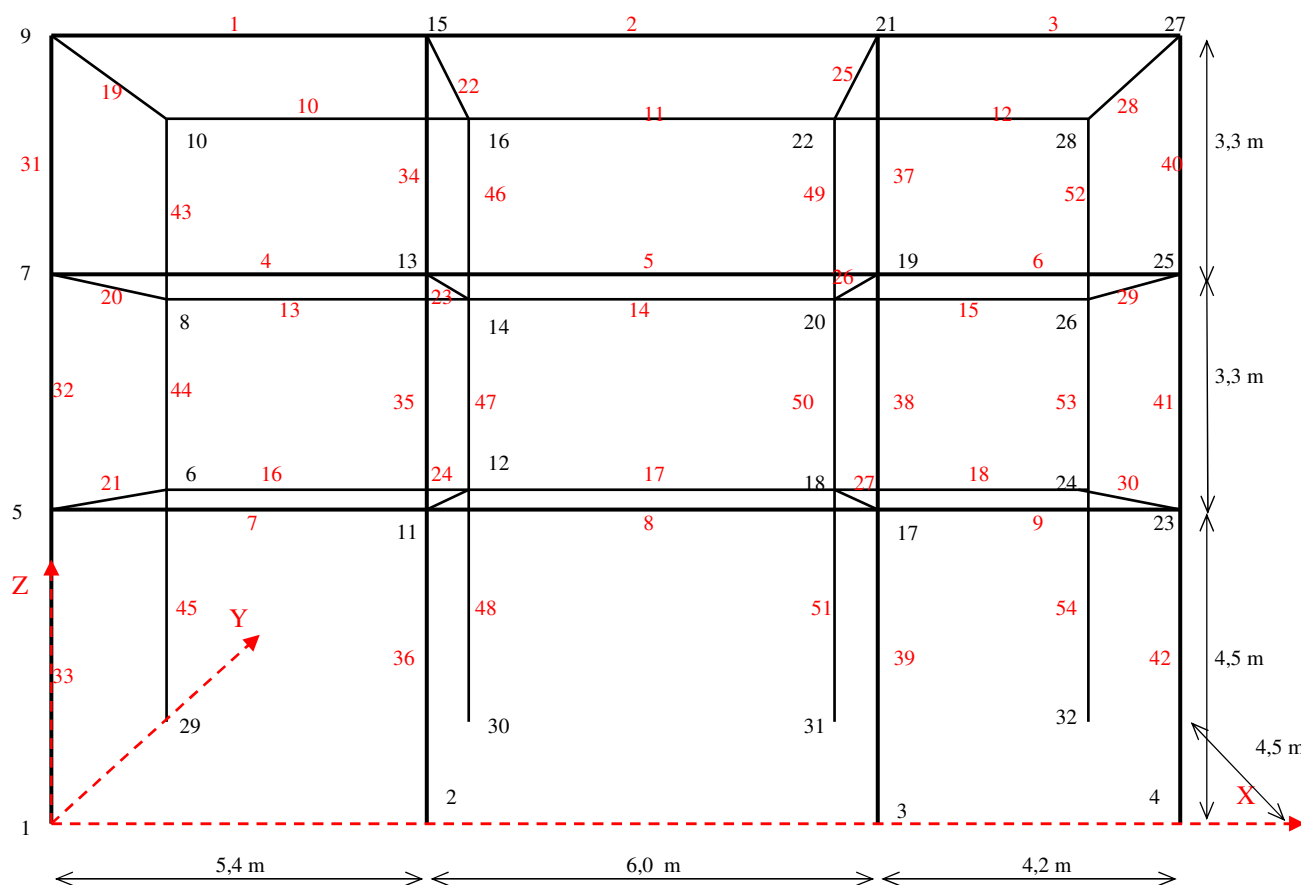 9 1 15 2 21 3 27
19 22 25 28
10 11 12
10 16 22 28 3,3 m
31 34 37 40
43 46 49 52
7 4 13 5 19 6 25
20 23 26 29
13 14 15
8 14 20 26
32 44 35 47 50 38 53 41 3,3 m
21 6 16 24 12 17 18 27 18 24 30
5 7 11 8 17 9 23
Z 45 Y 48 51 54
33 36 39 42 4,5 m
29 30 31 32
4,5 m
2 3 4 X
1
5,4 m 6,0 m 4,2 m